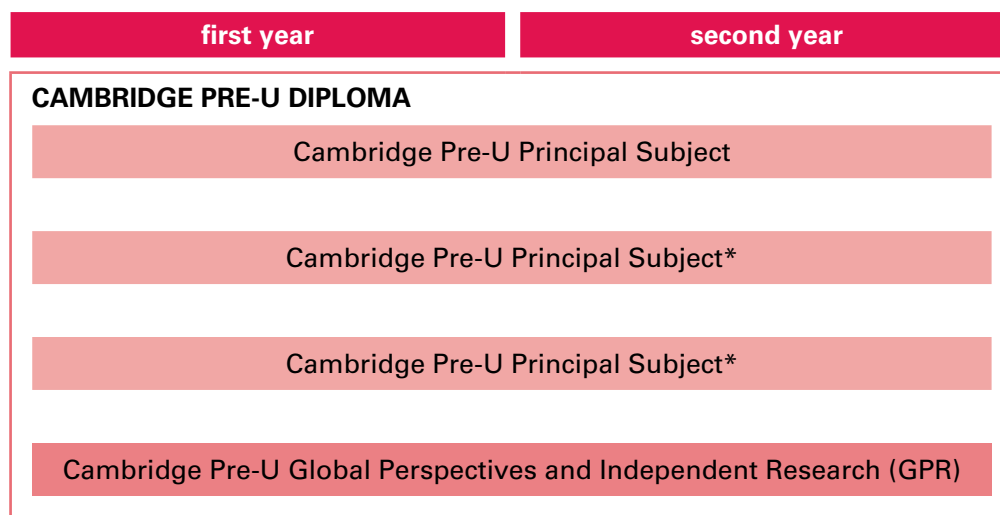 first year
second year
CAMBRIDGE PRE-U DIPLOMA
Cambridge Pre-U Principal Subject
Cambridge Pre-U Principal Subject*
Cambridge Pre-U Principal Subject*
Cambridge Pre-U Global Perspectives and Independent Research (GPR)